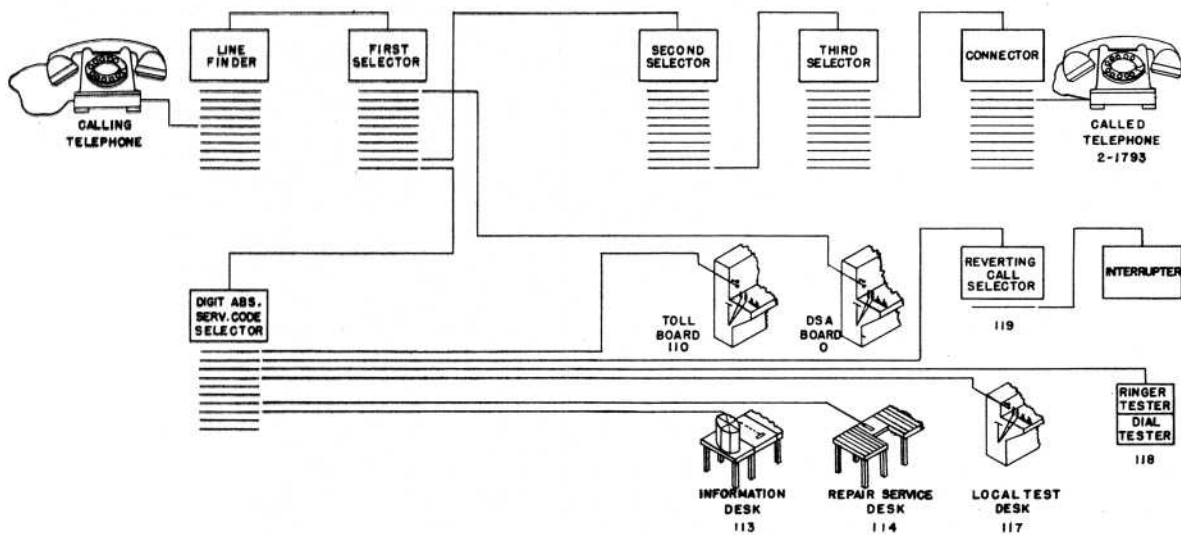 LINE
FINDER
FIRST
SELECTOR
SECOND
SELECTOR
THIRD
SELECTOR
CONNECTOR
CALLING
TELEPHONE
CALLED
TELEPHONE
2-1793
DIGIT ABS.
SERV. CODE
SELECTOR
TOLL
BOARD
110
DSA
BOARD
0
REVERTING
CALL
SELECTOR
119
INTERRUPTER
RINGER
TESTER
DIAL
TESTER
118
INFORMATION
DESK
113
REPAIR SERVICE
DESK
114
LOCAL TEST
DESK
117